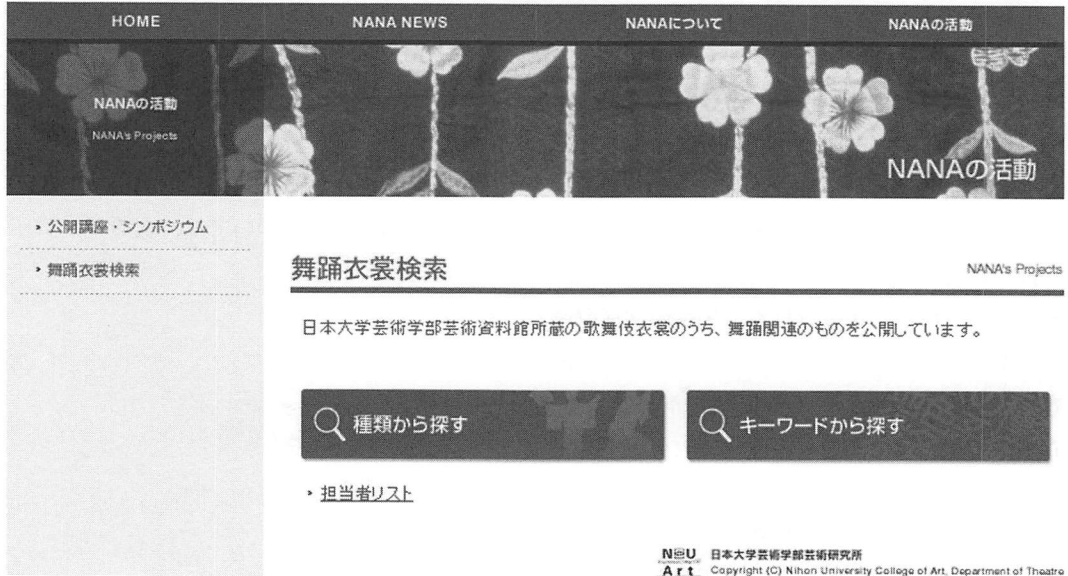 HOME NANA NEWS NANAについて NANAの活動
NANAの活動
NANA's Projects
NANAの活動
公開講座・シンポジウム
舞踊衣裳検索
舞踊衣裳検索
NANA's Projects
日本大学芸術学部芸術資料館所蔵の歌舞伎衣裳のうち、舞踊関連のものを公開しています。
種類から探す
キーワードから探す
担当者リスト
NU Art
日本大学芸術学部芸術研究所
Copyright (C) Nihon University College of Art, Department of Theatre